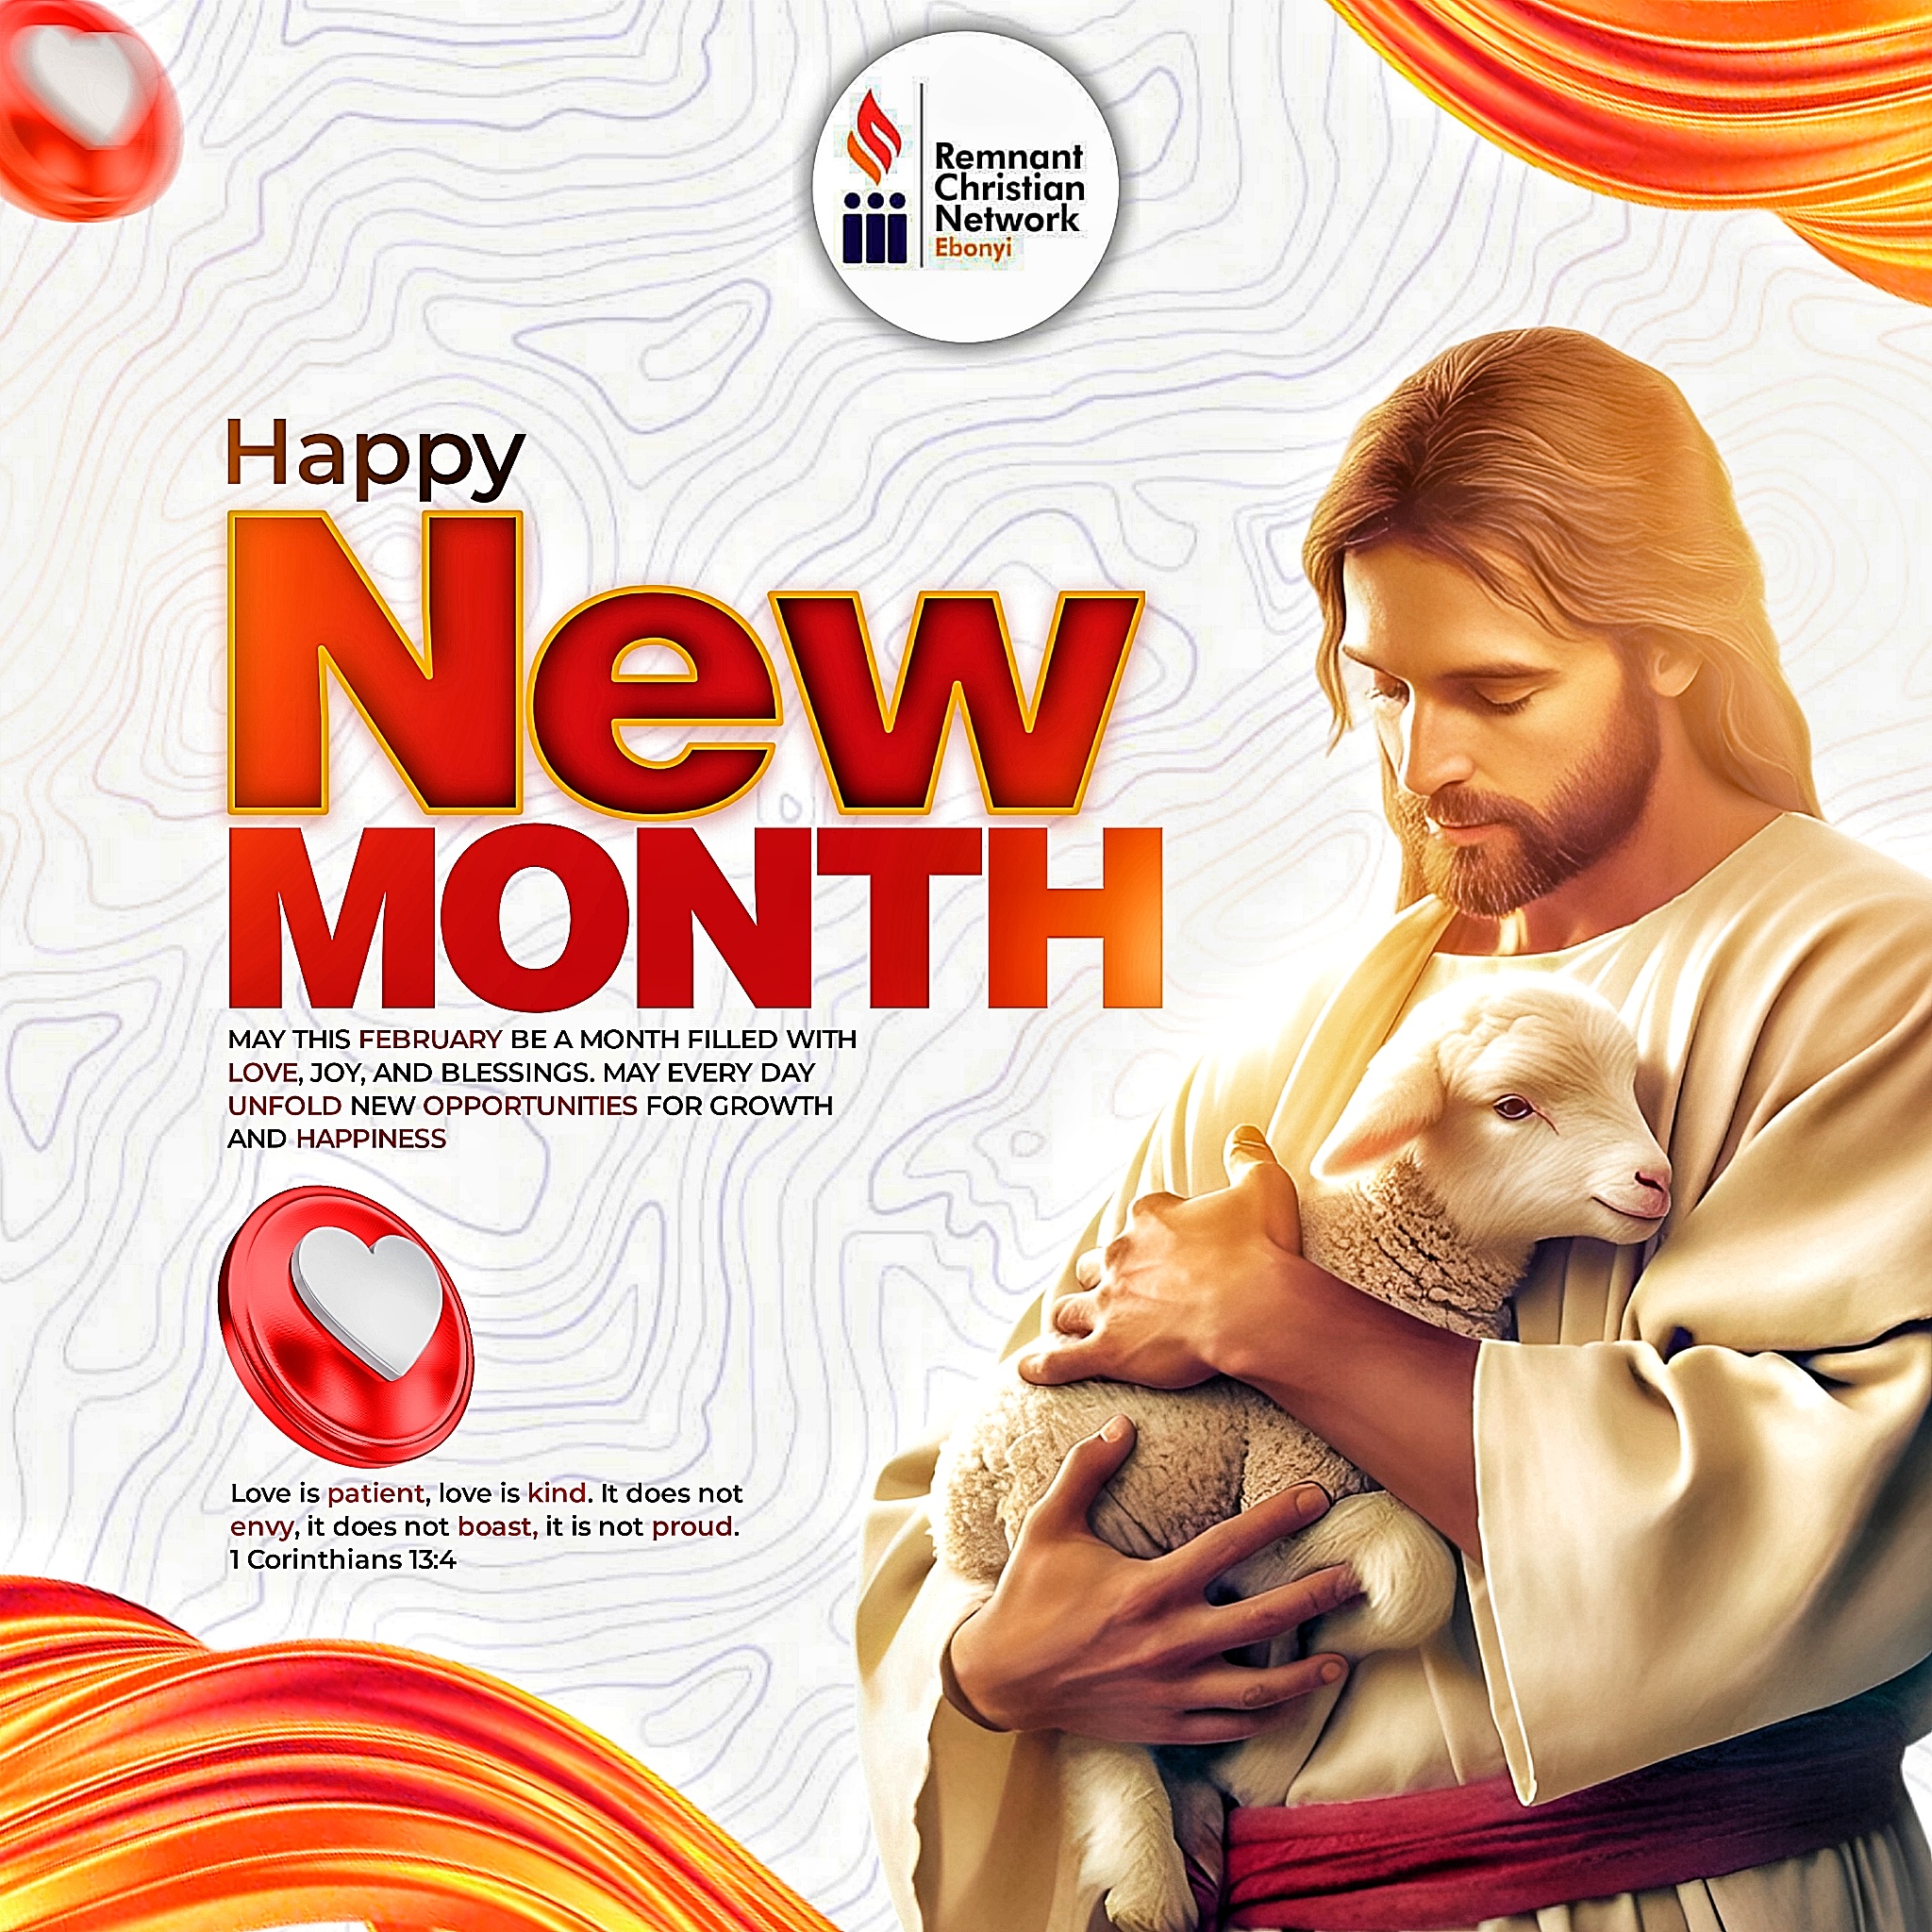 Remnant
Christian
Network
Ebonyi
Happy
New
MONTH
MAY THIS FEBRUARY BE A MONTH FILLED WITH
LOVE, JOY, AND BLESSINGS. MAY EVERY DAY
UNFOLD NEW OPPORTUNITIES FOR GROWTH
AND HAPPINESS
Love is patient, love is kind. It does not
envy, it does not boast, it is not proud.
1 Corinthians 13:4